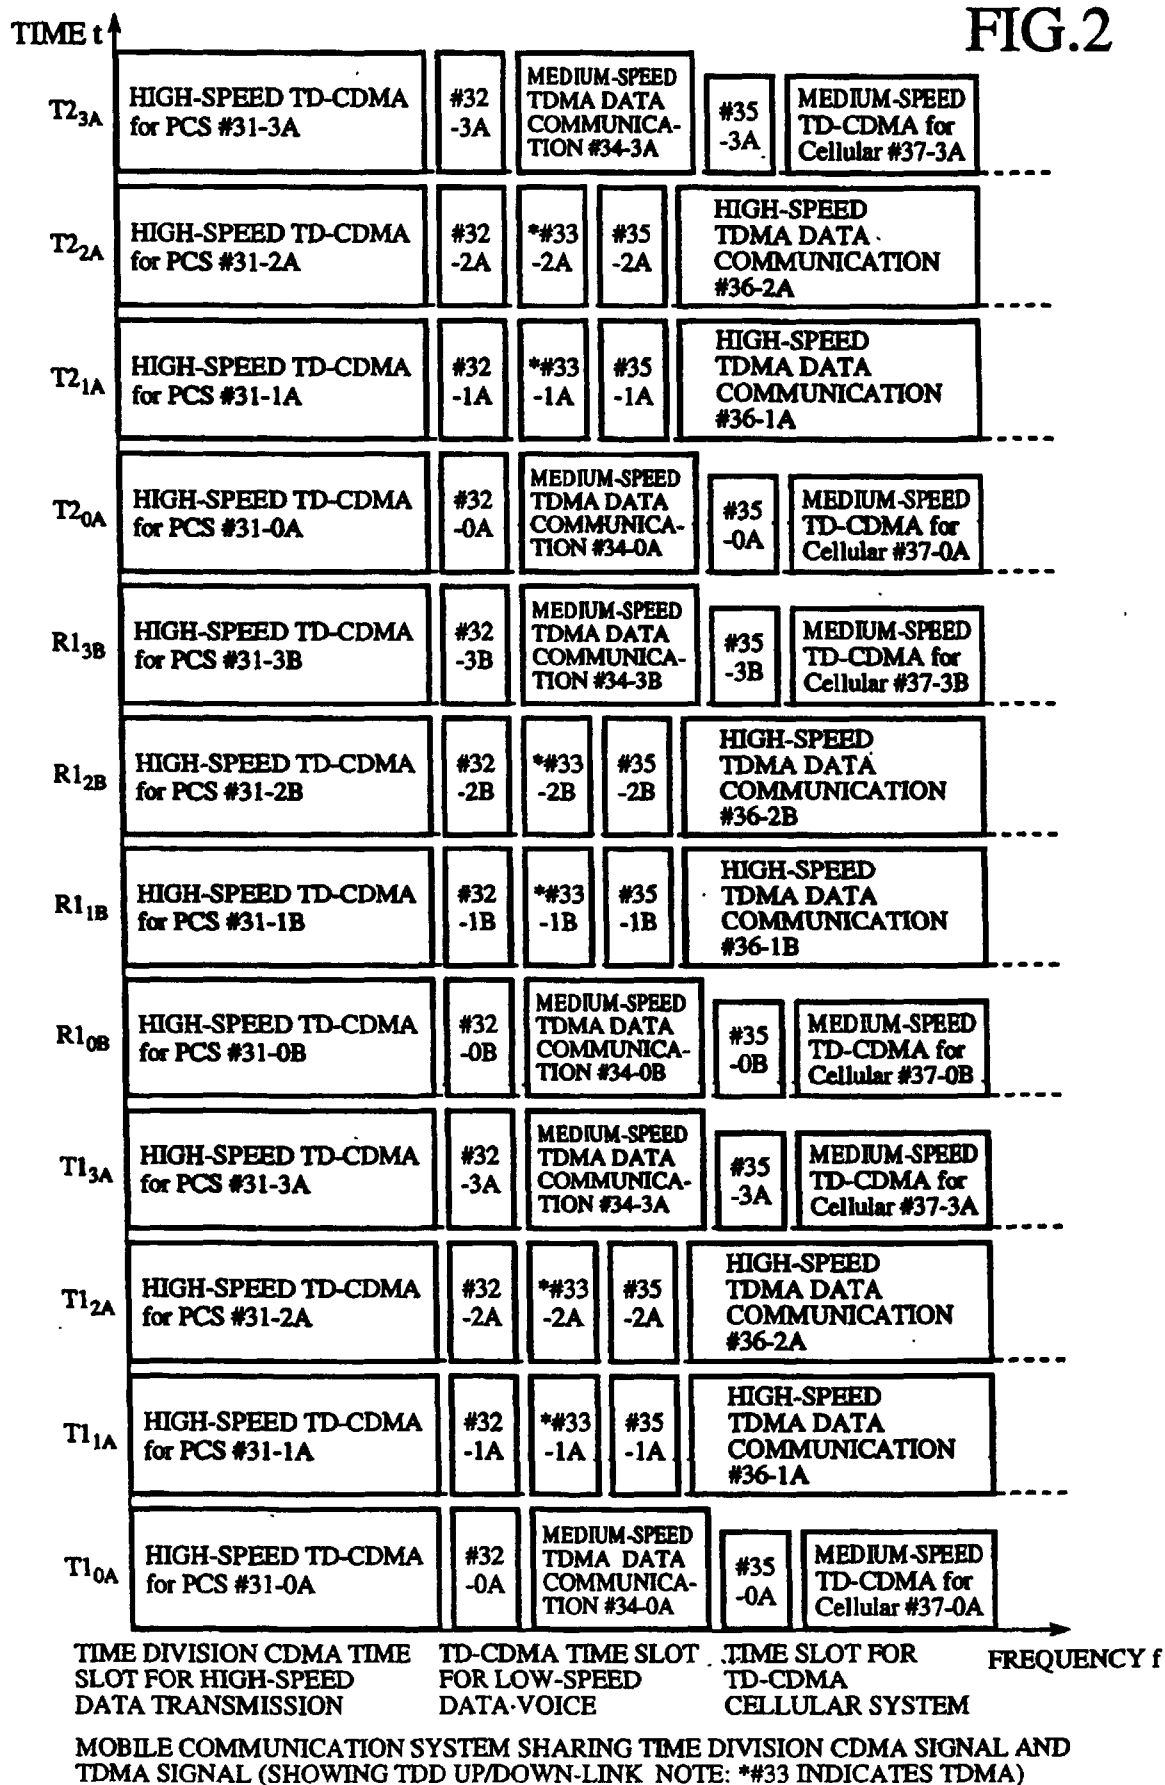 FIG.2
TIME t
T2₃A
HIGH-SPEED TD-CDMA
for PCS #31-3A
#32
-3A
MEDIUM-SPEED
TDMA DATA
COMMUNICA-
TION #34-3A
#35
-3A
MEDIUM-SPEED
TD-CDMA for
Cellular #37-3A
T2₂A
HIGH-SPEED TD-CDMA
for PCS #31-2A
#32
-2A
*#33
-2A
#35
-2A
HIGH-SPEED
TDMA DATA
COMMUNICATION
#36-2A
T2₁A
HIGH-SPEED TD-CDMA
for PCS #31-1A
#32
-1A
*#33
-1A
#35
-1A
HIGH-SPEED
TDMA DATA
COMMUNICATION
#36-1A
T2₀A
HIGH-SPEED TD-CDMA
for PCS #31-0A
#32
-0A
MEDIUM-SPEED
TDMA DATA
COMMUNICA-
TION #34-0A
#35
-0A
MEDIUM-SPEED
TD-CDMA for
Cellular #37-0A
R1₃B
HIGH-SPEED TD-CDMA
for PCS #31-3B
#32
-3B
MEDIUM-SPEED
TDMA DATA
COMMUNICA-
TION #34-3B
#35
-3B
MEDIUM-SPEED
TD-CDMA for
Cellular #37-3B
R1₂B
HIGH-SPEED TD-CDMA
for PCS #31-2B
#32
-2B
*#33
-2B
#35
-2B
HIGH-SPEED
TDMA DATA
COMMUNICATION
#36-2B
R1₁B
HIGH-SPEED TD-CDMA
for PCS #31-1B
#32
-1B
*#33
-1B
#35
-1B
HIGH-SPEED
TDMA DATA
COMMUNICATION
#36-1B
R1₀B
HIGH-SPEED TD-CDMA
for PCS #31-0B
#32
-0B
MEDIUM-SPEED
TDMA DATA
COMMUNICA-
TION #34-0B
#35
-0B
MEDIUM-SPEED
TD-CDMA for
Cellular #37-0B
T1₃A
HIGH-SPEED TD-CDMA
for PCS #31-3A
#32
-3A
MEDIUM-SPEED
TDMA DATA
COMMUNICA-
TION #34-3A
#35
-3A
MEDIUM-SPEED
TD-CDMA for
Cellular #37-3A
T1₂A
HIGH-SPEED TD-CDMA
for PCS #31-2A
#32
-2A
*#33
-2A
#35
-2A
HIGH-SPEED
TDMA DATA
COMMUNICATION
#36-2A
T1₁A
HIGH-SPEED TD-CDMA
for PCS #31-1A
#32
-1A
*#33
-1A
#35
-1A
HIGH-SPEED
TDMA DATA
COMMUNICATION
#36-1A
T1₀A
HIGH-SPEED TD-CDMA
for PCS #31-0A
#32
-0A
MEDIUM-SPEED
TDMA DATA
COMMUNICA-
TION #34-0A
#35
-0A
MEDIUM-SPEED
TD-CDMA for
Cellular #37-0A
FREQUENCY f
TIME DIVISION CDMA TIME
SLOT FOR HIGH-SPEED
DATA TRANSMISSION
TD-CDMA TIME SLOT
FOR LOW-SPEED
DATA·VOICE
TIME SLOT FOR
TD-CDMA
CELLULAR SYSTEM
MOBILE COMMUNICATION SYSTEM SHARING TIME DIVISION CDMA SIGNAL AND
TDMA SIGNAL (SHOWING TDD UP/DOWN-LINK NOTE: *#33 INDICATES TDMA)